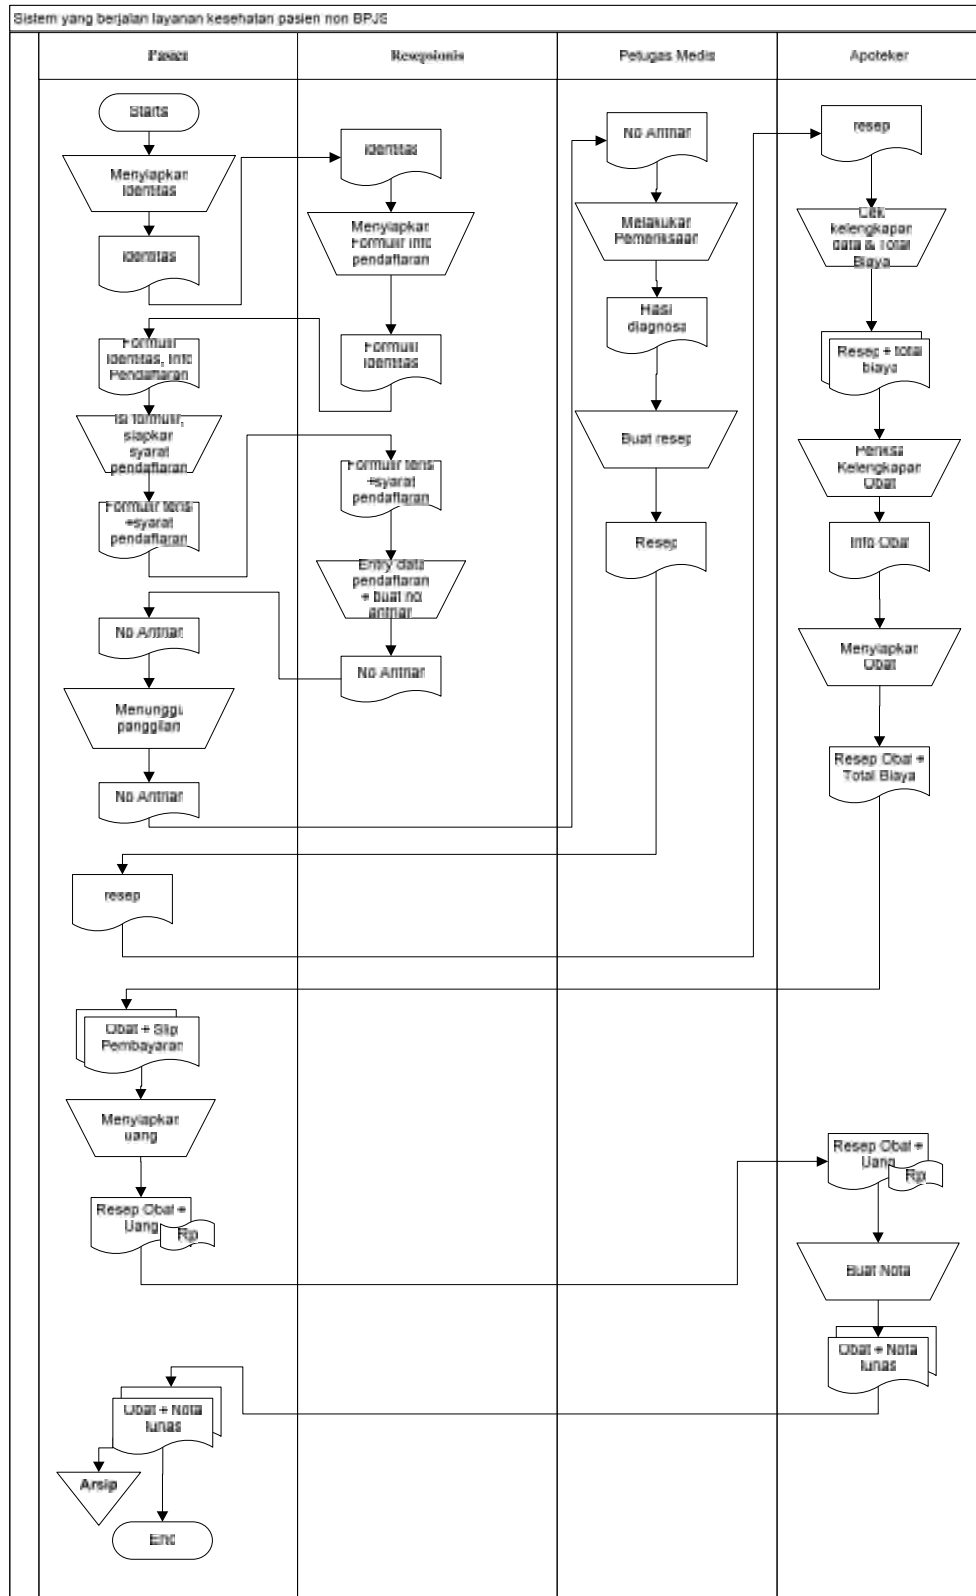 Sistem yang berjalan layanan kesehatan pasien non BPJS
Pasien
Resepsionis
Petugas Medis
Apoteker
Starts
Menyiapkan
Identitas
identitas
Formulir
Identitas, Info
Pendaftaran
Isi formulir,
siapkan
syarat
pendaftaran
Formulir terisi
+syarat
pendaftaran
No Antrian
Menunggu
panggilan
No Antrian
resep
Obat + Slip
Pembayaran
Menyiapkan
uang
Resep Obat +
Uang
Rp
Obat + Nota
lunas
Arsip
End
identitas
Menyiapkan
Formulir info
pendaftaran
Formulir
Identitas
Formulir terisi
+syarat
pendaftaran
Entry data
pendaftaran
+ buat no
antrian
No Antrian
No Antrian
Melakukan
Pemeriksaan
Hasil
diagnosa
Buat resep
Resep
resep
Cek
kelengkapan
data & Total
Biaya
Resep + total
biaya
Periksa
Kelengkapan
Obat
Info Obat
Menyiapkan
Obat
Resep Obat +
Total Biaya
Resep Obat +
Uang
Rp
Buat Nota
Obat + Nota
lunas